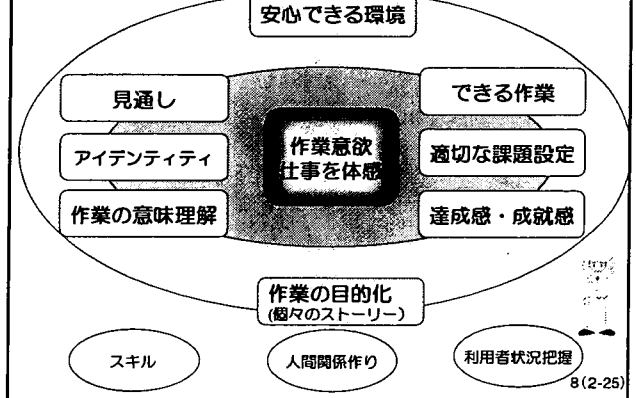 安心できる環境
見通し
できる作業
アイデンティティ
作業意欲
仕事を体感
適切な課題設定
作業の意味理解
達成感・成就感
作業の目的化
(個々のストーリー)
スキル
人間関係作り
利用者状況把握
8(2-25)